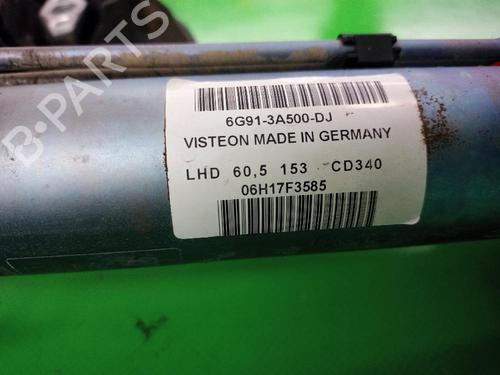 B-PARTS
6G91-3A500-DJ
VISTEON MADE IN GERMANY
LHD 60,5 153 CD340
06H17F3585